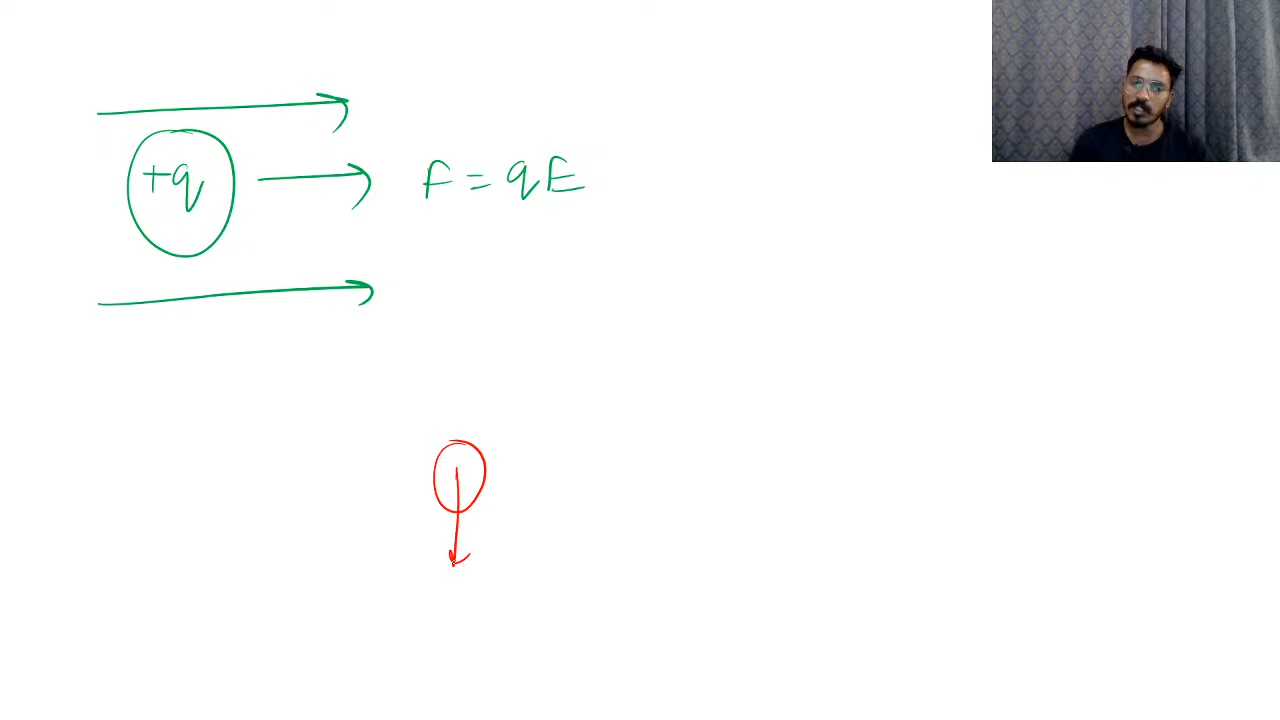 +q
F = qE